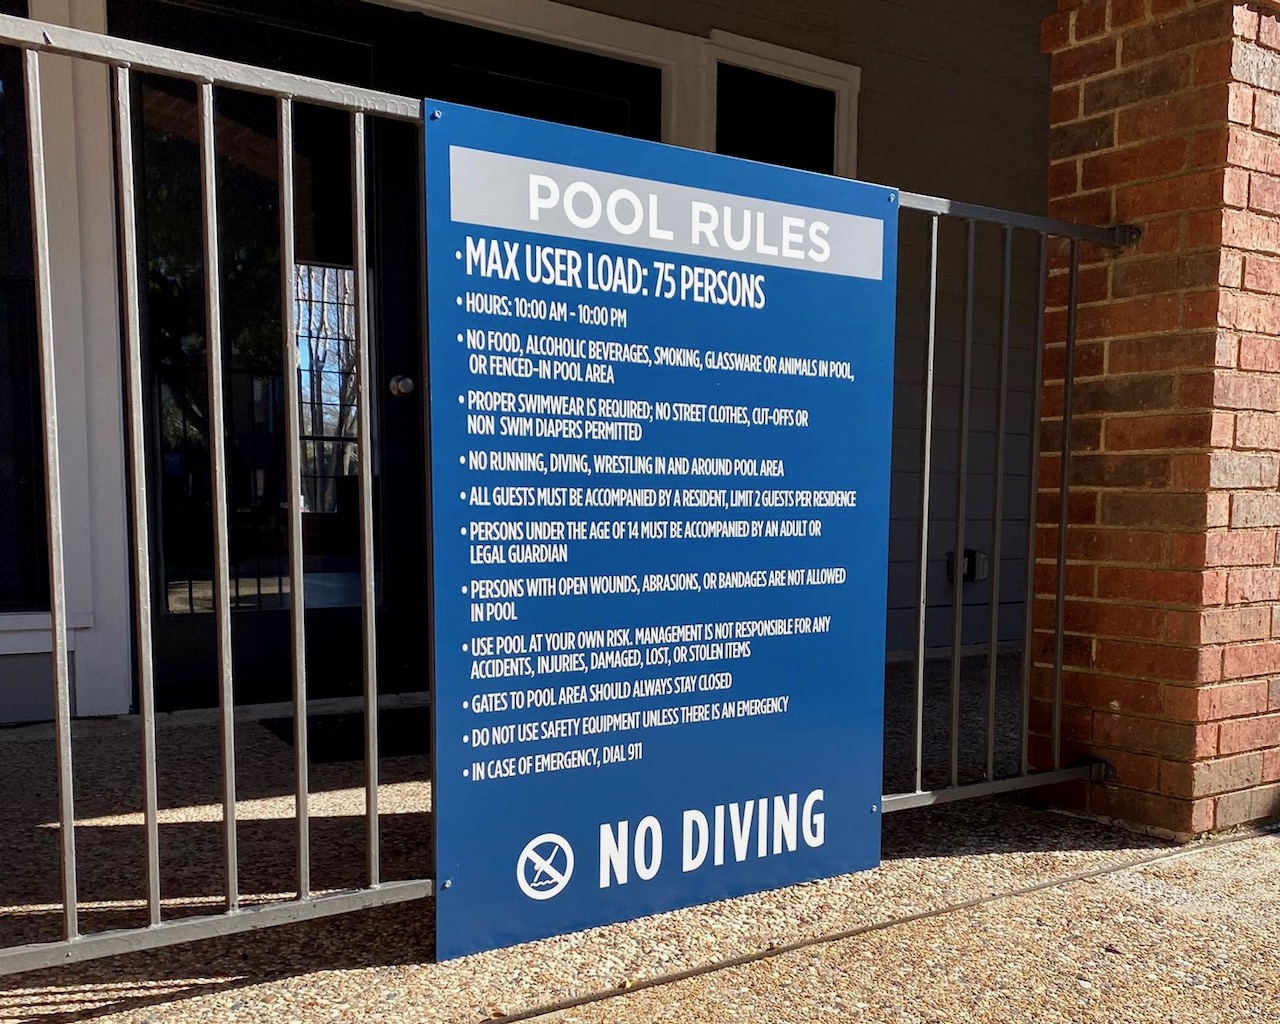 POOL RULES
• MAX USER LOAD: 75 PERSONS
• HOURS: 10:00 AM - 10:00 PM
• NO FOOD, ALCOHOLIC BEVERAGES, SMOKING, GLASSWARE OR ANIMALS IN POOL,
OR FENCED-IN POOL AREA
• PROPER SWIMWEAR IS REQUIRED; NO STREET CLOTHES, CUT-OFFS OR
NON SWIM DIAPERS PERMITTED
• NO RUNNING, DIVING, WRESTLING IN AND AROUND POOL AREA
• ALL GUESTS MUST BE ACCOMPANIED BY A RESIDENT, LIMIT 2 GUESTS PER RESIDENCE
• PERSONS UNDER THE AGE OF 14 MUST BE ACCOMPANIED BY AN ADULT OR
LEGAL GUARDIAN
• PERSONS WITH OPEN WOUNDS, ABRASIONS, OR BANDAGES ARE NOT ALLOWED
IN POOL
• USE POOL AT YOUR OWN RISK. MANAGEMENT IS NOT RESPONSIBLE FOR ANY
ACCIDENTS, INJURIES, DAMAGED, LOST, OR STOLEN ITEMS
• GATES TO POOL AREA SHOULD ALWAYS STAY CLOSED
• DO NOT USE SAFETY EQUIPMENT UNLESS THERE IS AN EMERGENCY
• IN CASE OF EMERGENCY, DIAL 911
NO DIVING